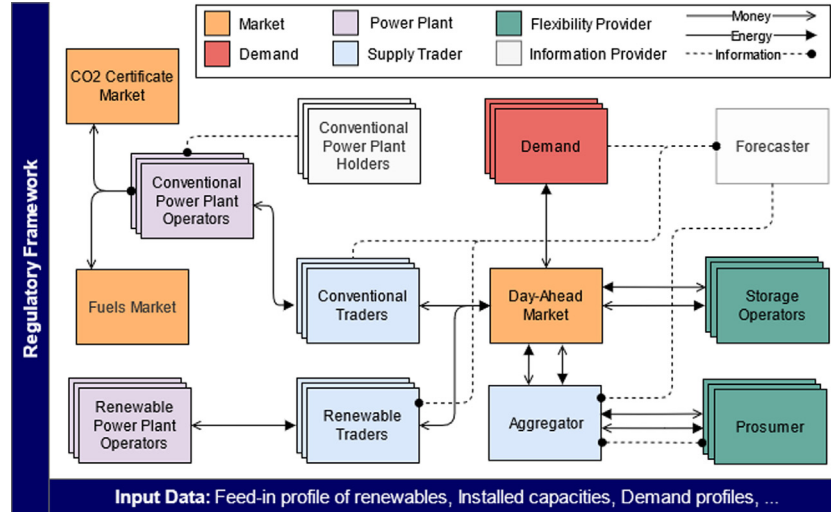 Market
Power Plant
Flexibility Provider
Money
Energy
Demand
Supply Trader
Information Provider
Information
CO2 Certificate
Market
Conventional
Power Plant
Holders
Demand
Forecaster
Conventional
Power Plant
Operators
Fuels Market
Conventional
Traders
Day-Ahead
Market
Storage
Operators
Renewable
Power Plant
Operators
Renewable
Traders
Aggregator
Prosumer
Regulatory Framework
Input Data: Feed-in profile of renewables, Installed capacities, Demand profiles, ...